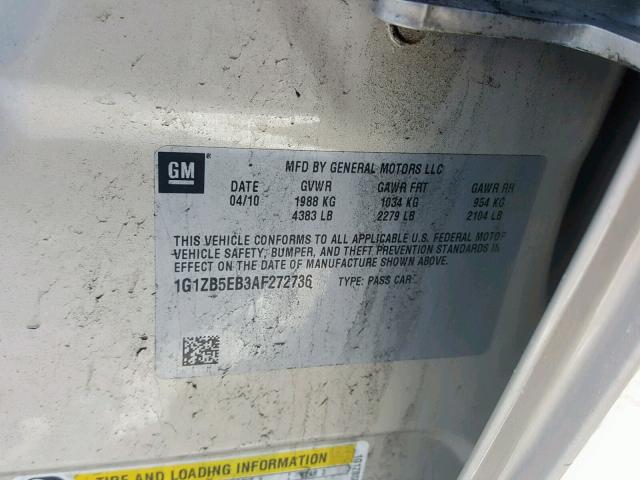 GM
MFD BY GENERAL MOTORS LLC
DATE GVWR GAWR FRT GAWR RR
04/10 1988 KG 1034 KG 954 KG
4383 LB 2279 LB 2104 LB
THIS VEHICLE CONFORMS TO ALL APPLICABLE U.S. FEDERAL MOTOR
VEHICLE SAFETY, BUMPER, AND THEFT PREVENTION STANDARDS IN
EFFECT ON THE DATE OF MANUFACTURE SHOWN ABOVE.
1G1ZB5EB3AF272736 TYPE: PASS CAR
TIRE AND LOADING INFORMATION